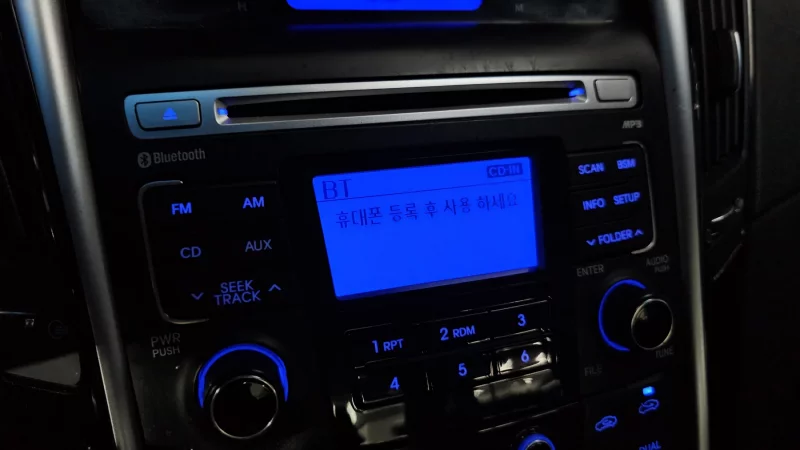 MP3
Bluetooth
FM AM
CD AUX
SEEK
TRACK
PWR
PUSH
BT CD IN
휴대폰 등록 후 사용 하세요
SCAN BSM
INFO SETUP
FOLDER
ENTER
AUDIO
PUSH
1 RPT 2 RDM 3
4 5 6
FILE
TUNE
DUAL